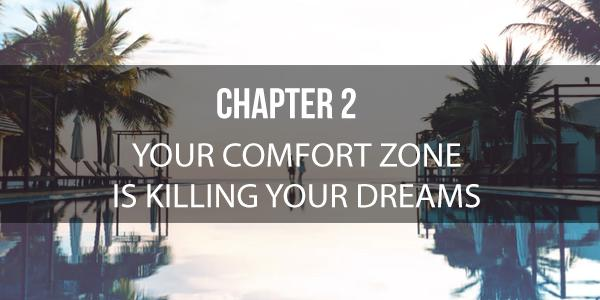 CHAPTER 2
YOUR COMFORT ZONE
IS KILLING YOUR DREAMS